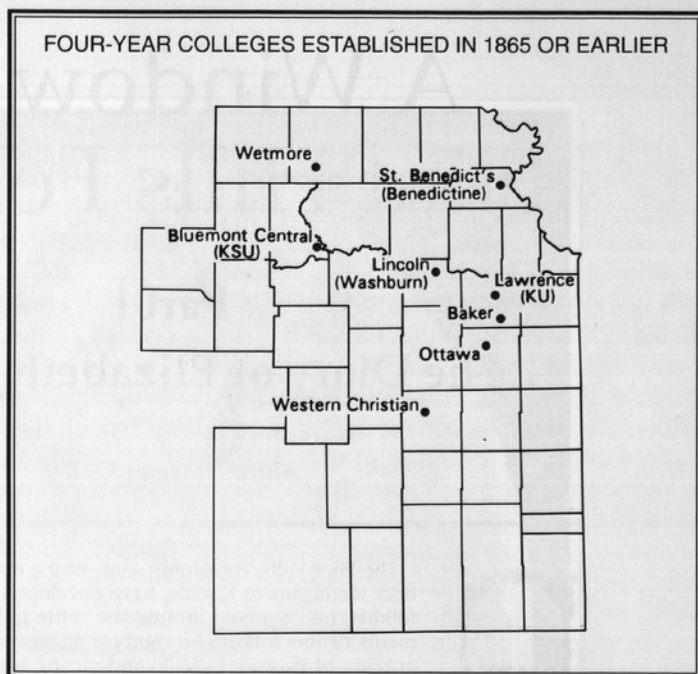 FOUR-YEAR COLLEGES ESTABLISHED IN 1865 OR EARLIER
Wetmore
St. Benedict's
(Benedictine)
Bluemont Central
(KSU)
Lincoln
(Washburn)
Lawrence
(KU)
Baker
Ottawa
Western Christian